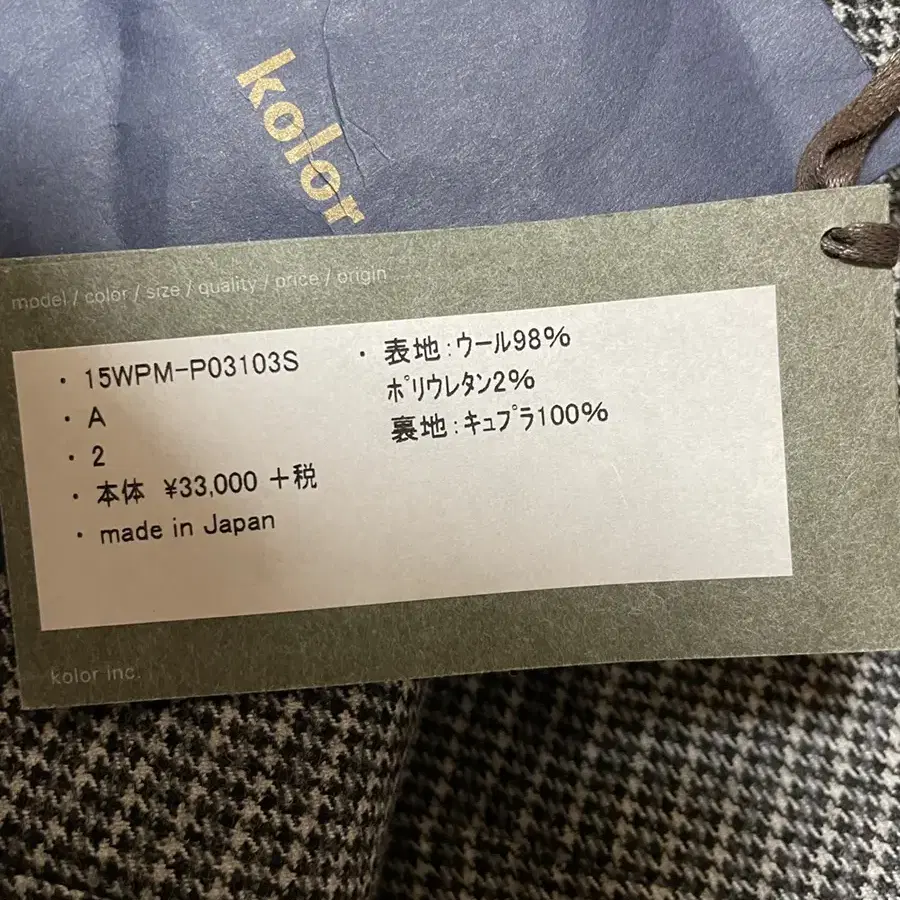 kolor
model / color / size / quality / price / origin
・15WPM-P03103S
・A
・2
・本体 ¥33,000 +税
・made in Japan
・表地:ウール98%
ポリウレタン2%
裏地:キュプラ100%
kolor inc.